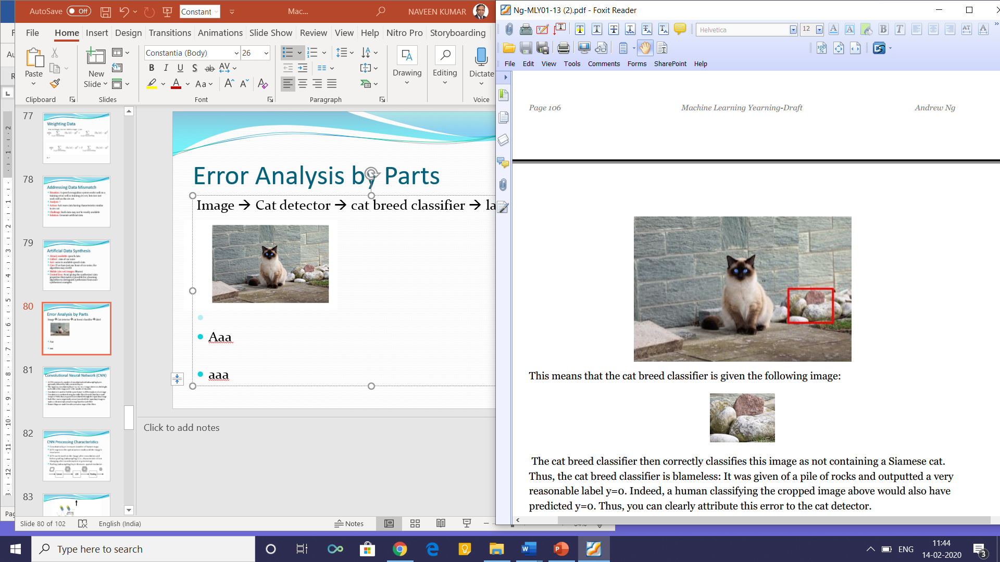 AutoSave Off Constant Mac... NAVEEN KUMAR
File Home Insert Design Transitions Animations Slide Show Review View Help Nitro Pro Storyboarding
Constantia (Body) 26
Paste New Slide Drawing Editing Dictate
Clipboard Slides Font Paragraph Voice
77
Weighting Data
78
Addressing Data Mismatch
79
Artificial Data Synthesis
80
Error Analysis by Parts
Image → Cat detector → cat breed classifier → label
Aaa
aaa
81
Convolutional Neural Network (CNN)
82
CNN Processing Characteristics
83
Error Analysis by Parts
Image → Cat detector → cat breed classifier → la
Aaa
aaa
Click to add notes
Slide 80 of 102 English (India) Notes
Ng-MLY01-13 (2).pdf - Foxit Reader
Helvetica 12
File Edit View Tools Comments Forms SharePoint Help
Page 106 Machine Learning Yearning-Draft Andrew Ng
This means that the cat breed classifier is given the following image:
The cat breed classifier then correctly classifies this image as not containing a Siamese cat.
Thus, the cat breed classifier is blameless: It was given of a pile of rocks and outputted a very
reasonable label y=0. Indeed, a human classifying the cropped image above would also have
predicted y=0. Thus, you can clearly attribute this error to the cat detector.
Type here to search
ENG
11:44
14-02-2020
3